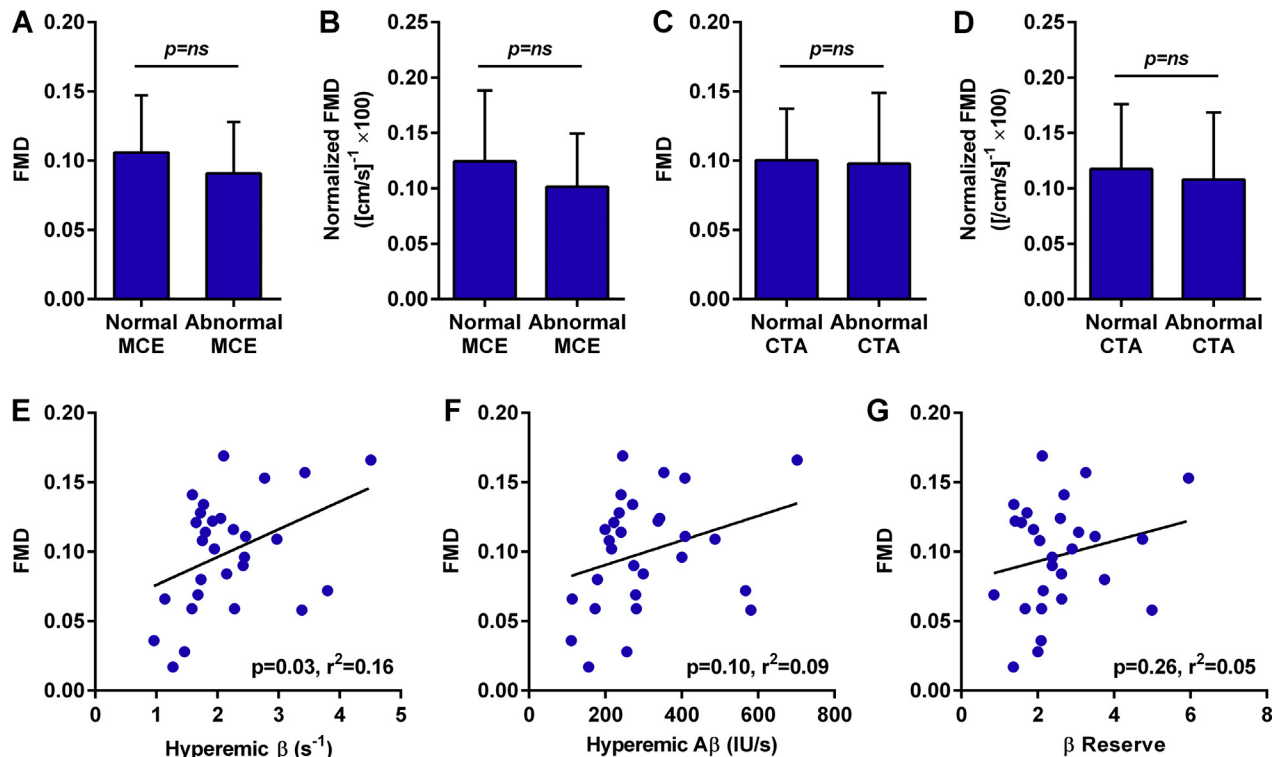 A
FMD
0.20
0.15
0.10
0.05
0.00
p=ns
Normal MCE
Abnormal MCE
B
Normalized FMD
([cm/s]⁻¹ ×100)
0.25
0.20
0.15
0.10
0.05
0.00
p=ns
Normal MCE
Abnormal MCE
C
FMD
0.20
0.15
0.10
0.05
0.00
p=ns
Normal CTA
Abnormal CTA
D
Normalized FMD
([/cm/s]⁻¹ ×100)
0.25
0.20
0.15
0.10
0.05
0.00
p=ns
Normal CTA
Abnormal CTA
E
FMD
0.20
0.15
0.10
0.05
0.00
p=0.03, r²=0.16
0 1 2 3 4 5
Hyperemic β (s⁻¹)
F
FMD
0.20
0.15
0.10
0.05
0.00
p=0.10, r²=0.09
0 200 400 600 800
Hyperemic Aβ (IU/s)
G
FMD
0.20
0.15
0.10
0.05
0.00
p=0.26, r²=0.05
0 2 4 6 8
β Reserve